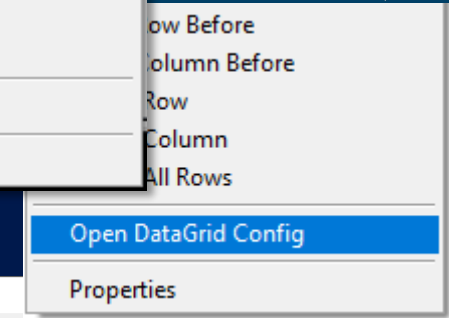 ow Before
olumn Before
Row
Column
All Rows
Open DataGrid Config
Properties